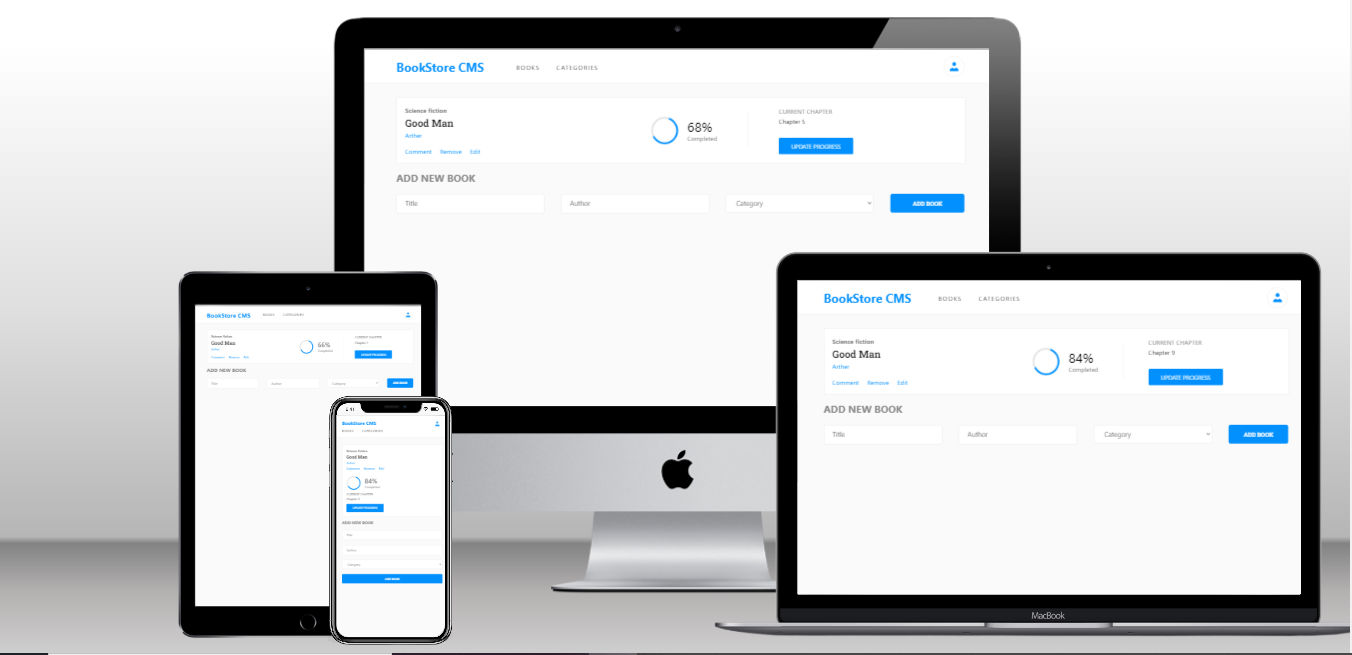 BookStore CMS BOOKS CATEGORIES
Science fiction
Good Man
Arther
Comment Remove Edit
68%
Completed
CURRENT CHAPTER
Chapter 5
UPDATE PROGRESS
ADD NEW BOOK
Title Author Category ADD BOOK
BookStore CMS BOOKS CATEGORIES
Science fiction
Good Man
Arther
Comment Remove Edit
66%
Completed
CURRENT CHAPTER
Chapter 1
UPDATE PROGRESS
ADD NEW BOOK
Title Author Category ADD BOOK
BookStore CMS
BOOKS CATEGORIES
Science fiction
Good Man
Arther
Comment Remove Edit
84%
Completed
CURRENT CHAPTER
Chapter 9
UPDATE PROGRESS
ADD NEW BOOK
Title
Author
Category
ADD BOOK
BookStore CMS BOOKS CATEGORIES
Science fiction
Good Man
Arther
Comment Remove Edit
84%
Completed
CURRENT CHAPTER
Chapter 9
UPDATE PROGRESS
ADD NEW BOOK
Title Author Category ADD BOOK
MacBook